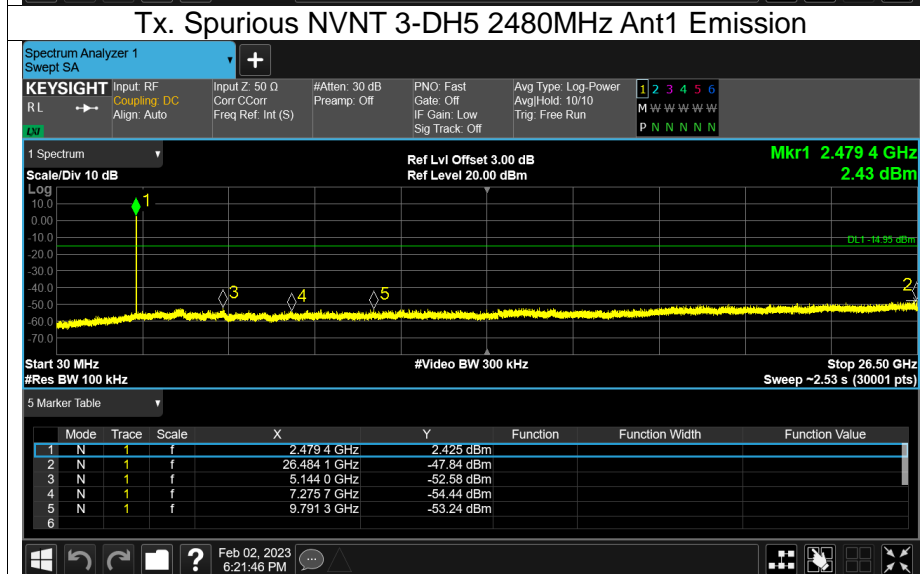 Tx. Spurious NVNT 3-DH5 2480MHz Ant1 Emission
Spectrum Analyzer 1
Swept SA
+
KEYSIGHT Input: RF Input Z: 50 Ω #Atten: 30 dB PNO: Fast Avg Type: Log-Power 1 2 3 4 5 6
R L Coupling: DC Corr CCorr Preamp: Off Gate: Off Avg|Hold: 10/10 M W W W W W
Align: Auto Freq Ref: Int (S) IF Gain: Low Trig: Free Run
LXI Sig Track: Off P N N N N N
1 Spectrum Ref Lvl Offset 3.00 dB Mkr1 2.479 4 GHz
Scale/Div 10 dB Ref Level 20.00 dBm 2.43 dBm
Log
10.0
1
0.00
-10.0
DL1 -14.95 dBm
-20.0
-30.0
-40.0
3 4 5 2
-50.0
-60.0
-70.0
Start 30 MHz #Video BW 300 kHz Stop 26.50 GHz
#Res BW 100 kHz Sweep ~2.53 s (30001 pts)
5 Marker Table
Mode Trace Scale X Y Function Function Width Function Value
1 N 1 f 2.479 4 GHz 2.425 dBm
2 N 1 f 26.484 1 GHz -47.84 dBm
3 N 1 f 5.144 0 GHz -52.58 dBm
4 N 1 f 7.275 7 GHz -54.44 dBm
5 N 1 f 9.791 3 GHz -53.24 dBm
6
? Feb 02, 2023
6:21:46 PM